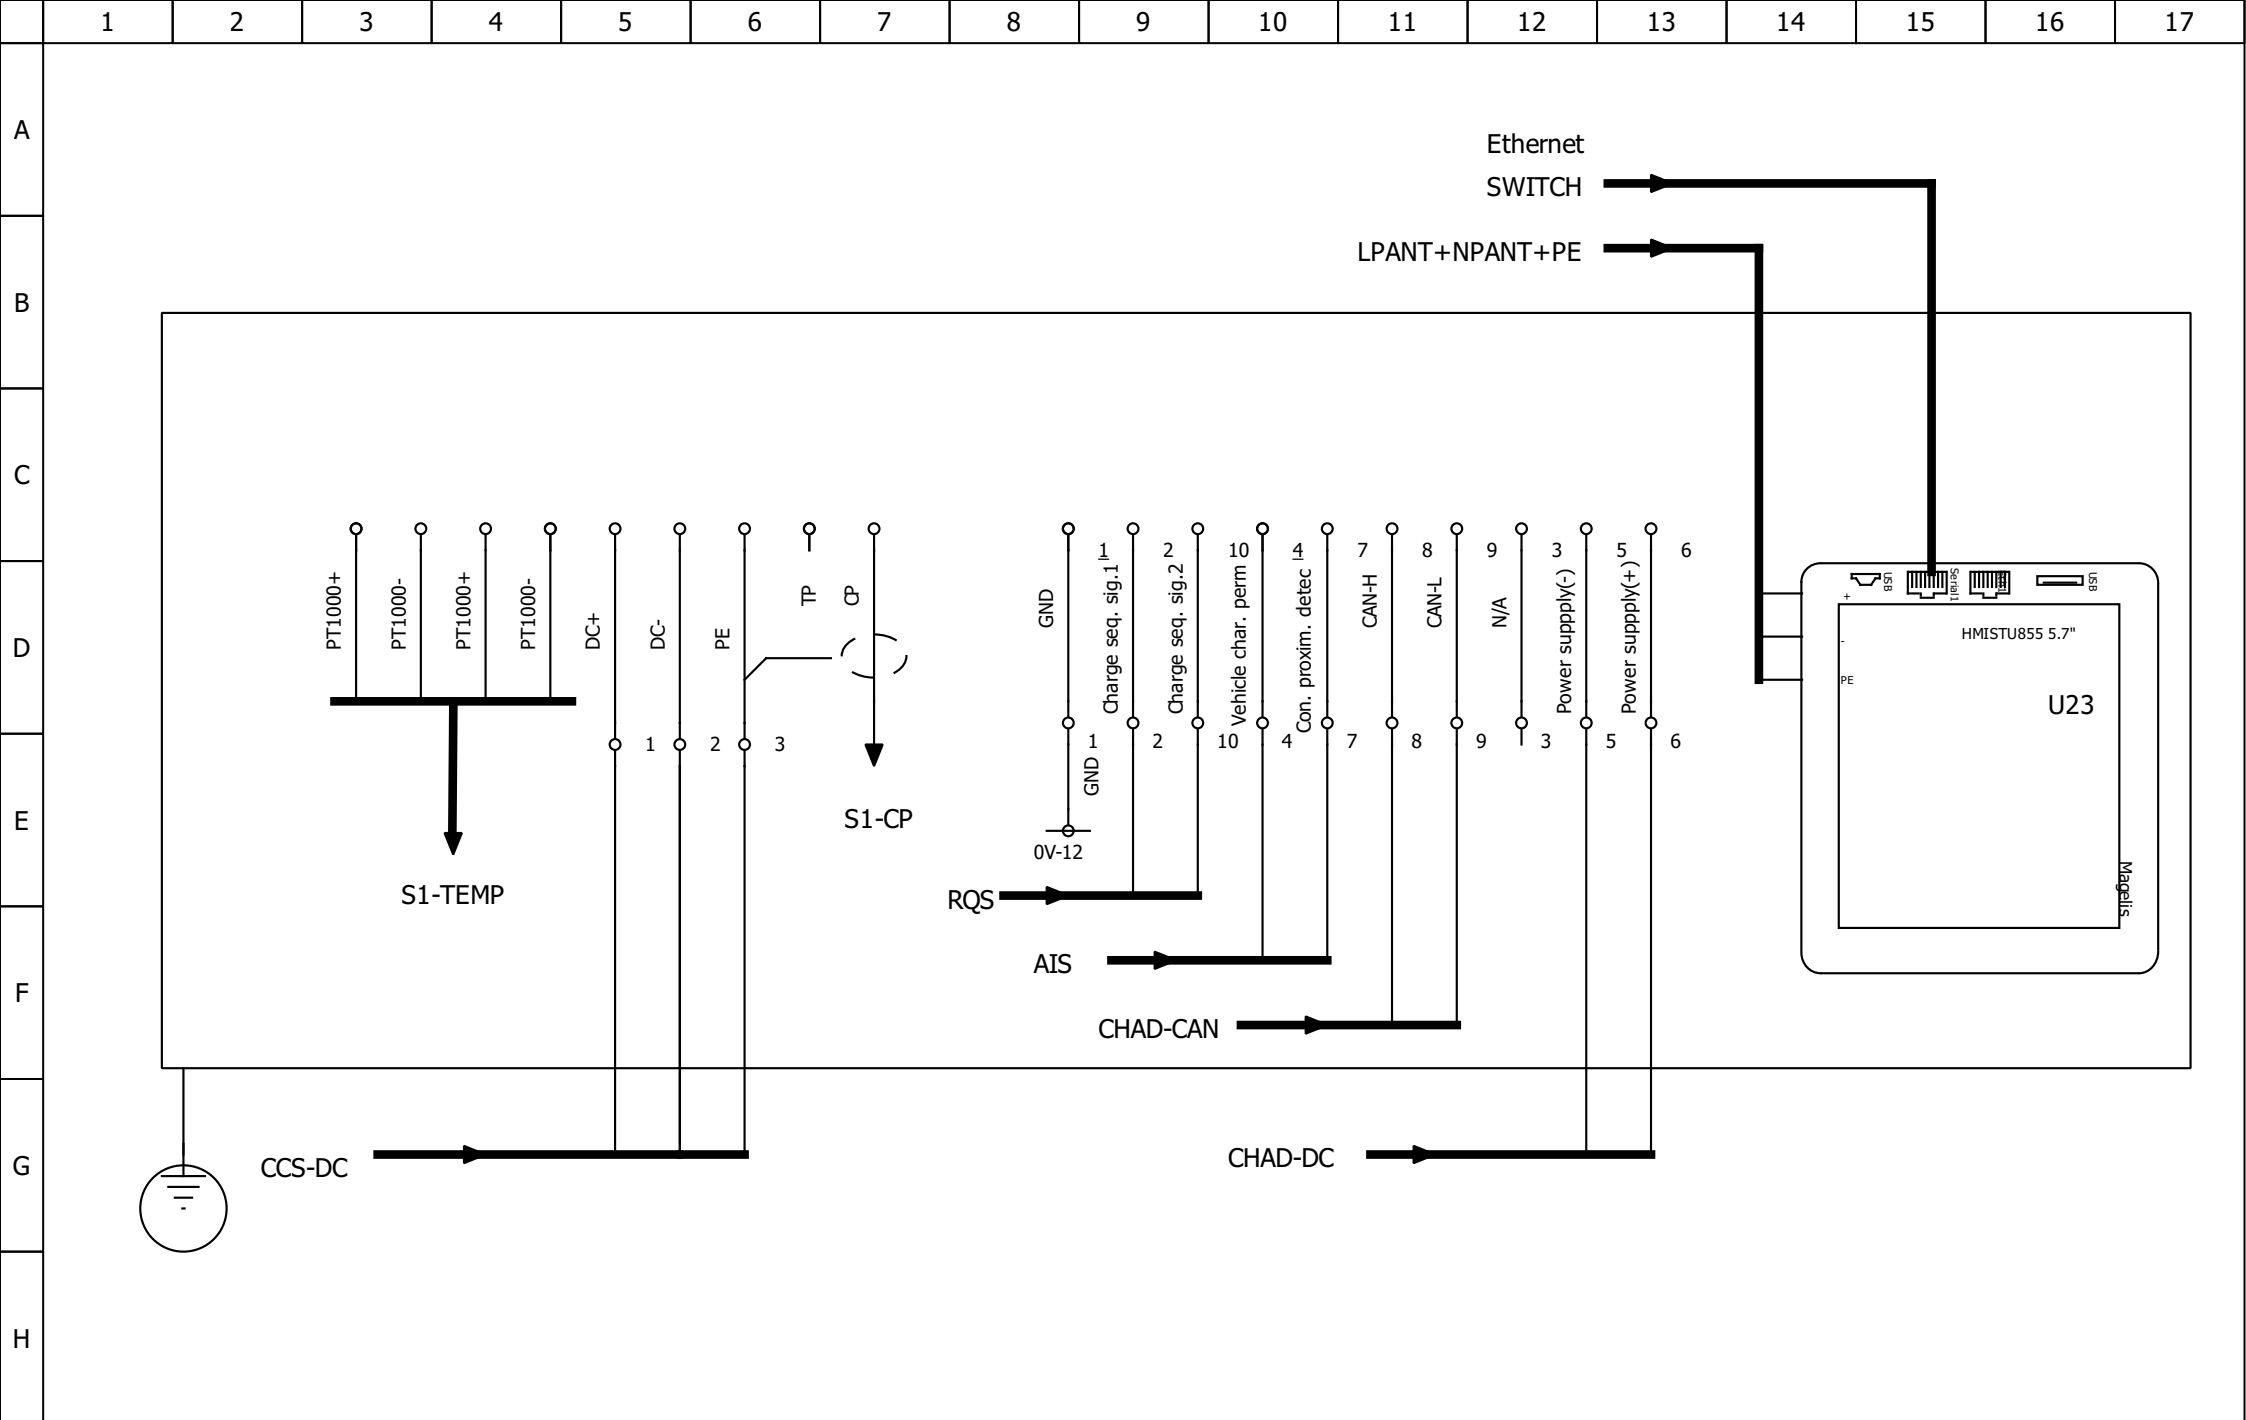 1 2 3 4 5 6 7 8 9 10 11 12 13 14 15 16 17
A
Ethernet
SWITCH
LPANT+NPANT+PE
B
C
1 2 10 4 7 8 9 3 5 6
PT1000+
PT1000-
PT1000+
PT1000-
DC+
DC-
PE
TP
CP
GND
Charge seq. sig.1
Charge seq. sig.2
Vehicle char. perm
Con. proxim. detec
CAN-H
CAN-L
N/A
Power suppply(-)
Power suppply(+)
USB
Serial1
USB
+
-
PE
HMISTU855 5.7"
U23
Magelis
D
1 2 3
1 2 10 4 7 8 9 3 5 6
GND
E
S1-CP
0V-12
S1-TEMP
RQS
AIS
F
CHAD-CAN
G
CCS-DC
CHAD-DC
H